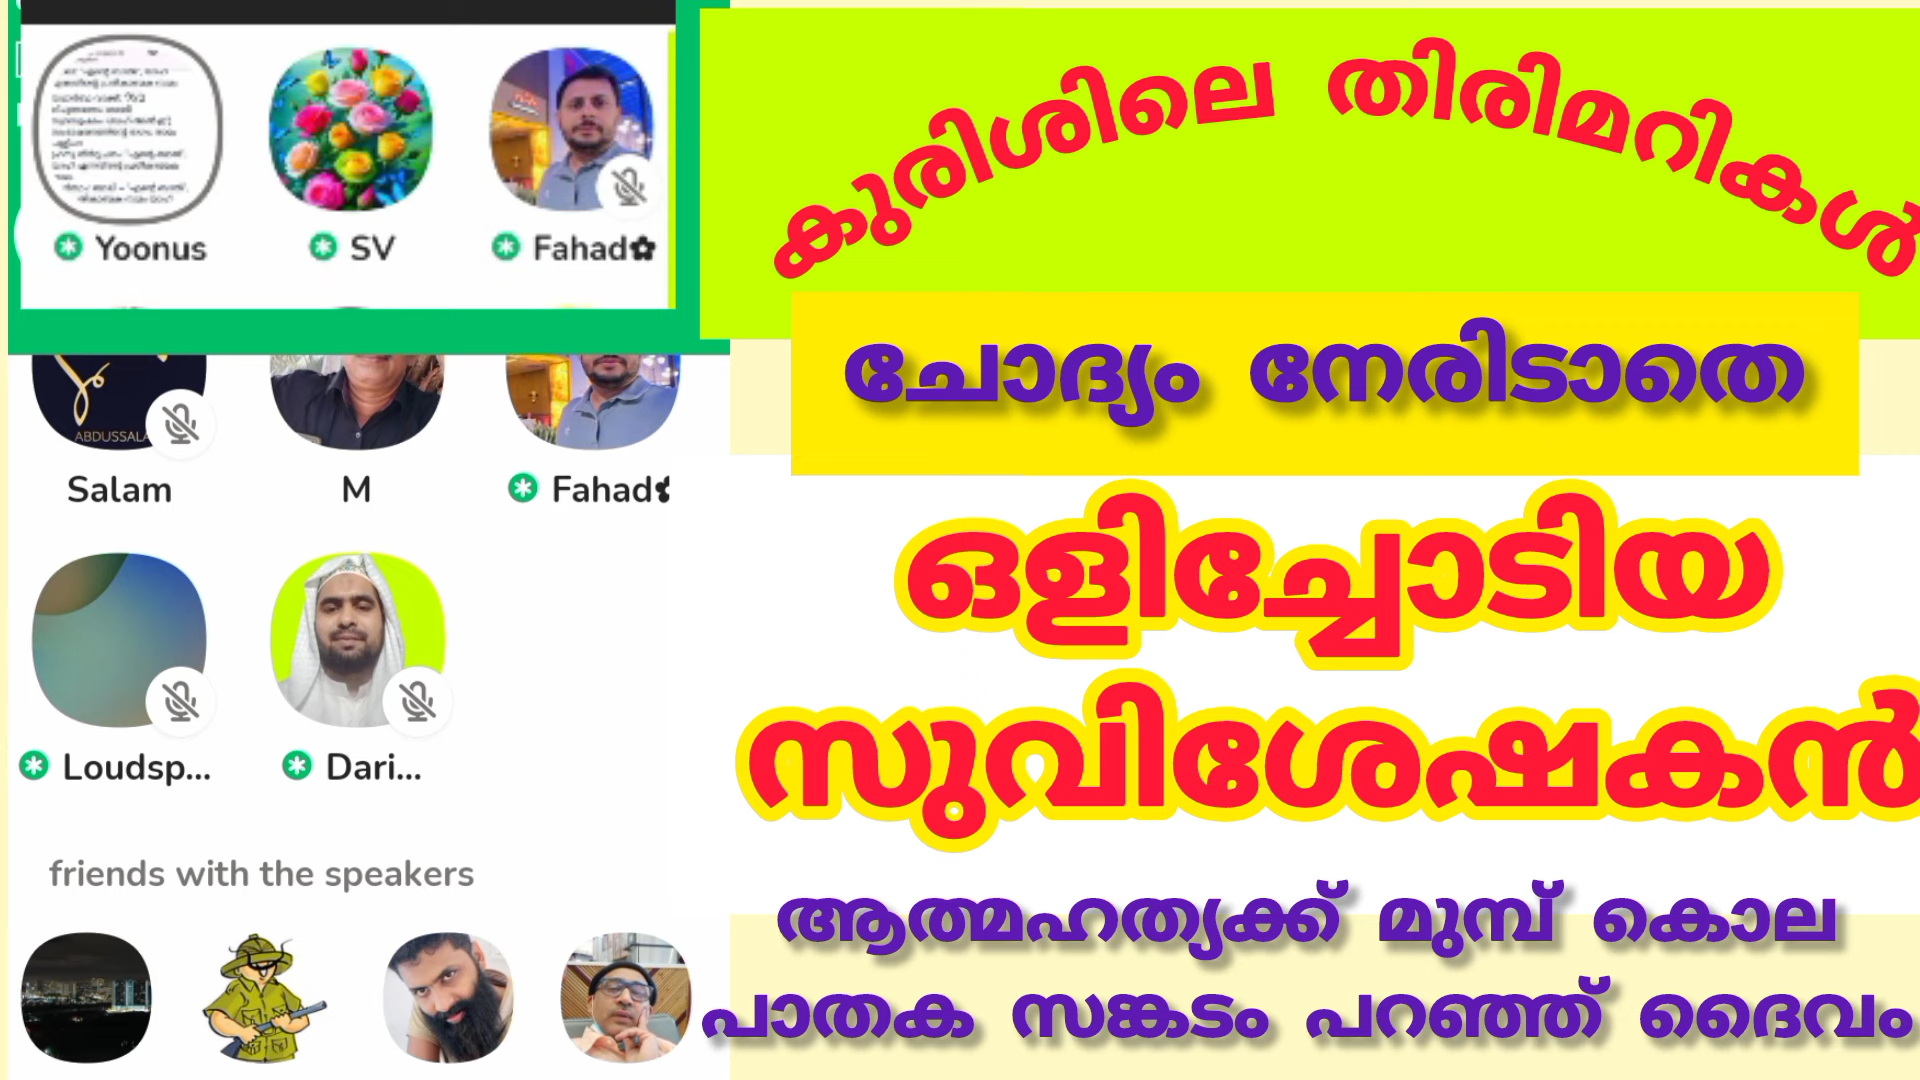 Yoonus
SV
Fahad✿
കുരിശിലെ തിരിമറികൾ
ചോദ്യം നേരിടാതെ
ABDUSSALA
Salam
M
Fahad
ഒളിച്ചോടിയ
സുവിശേഷകൻ
Loudsp...
Dari...
friends with the speakers
ആത്മഹത്യക്ക് മുമ്പ് കൊല
പാതക സങ്കടം പറഞ്ഞ് ദൈവം